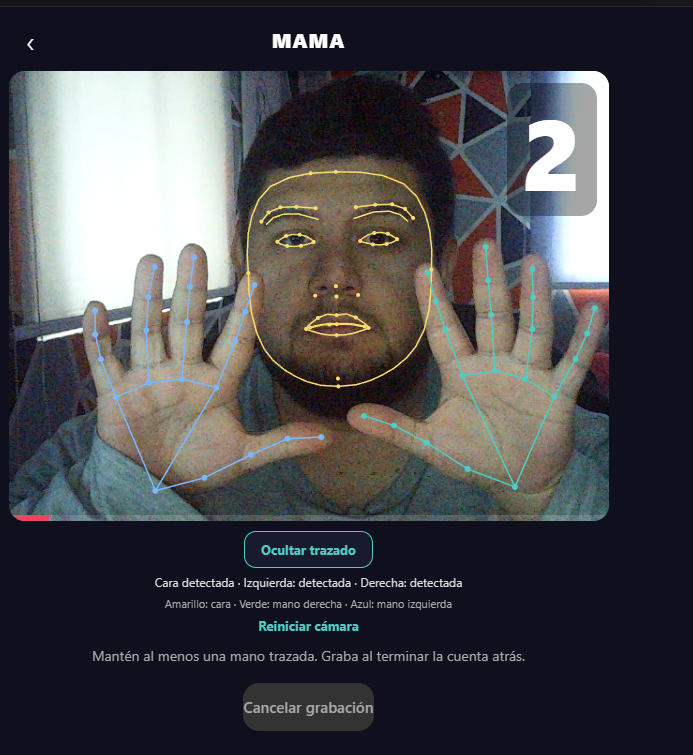 MAMA
2
Ocultar trazado
Cara detectada · Izquierda: detectada · Derecha: detectada
Amarillo: cara · Verde: mano derecha · Azul: mano izquierda
Reiniciar cámara
Mantén al menos una mano trazada. Graba al terminar la cuenta atrás.
Cancelar grabación